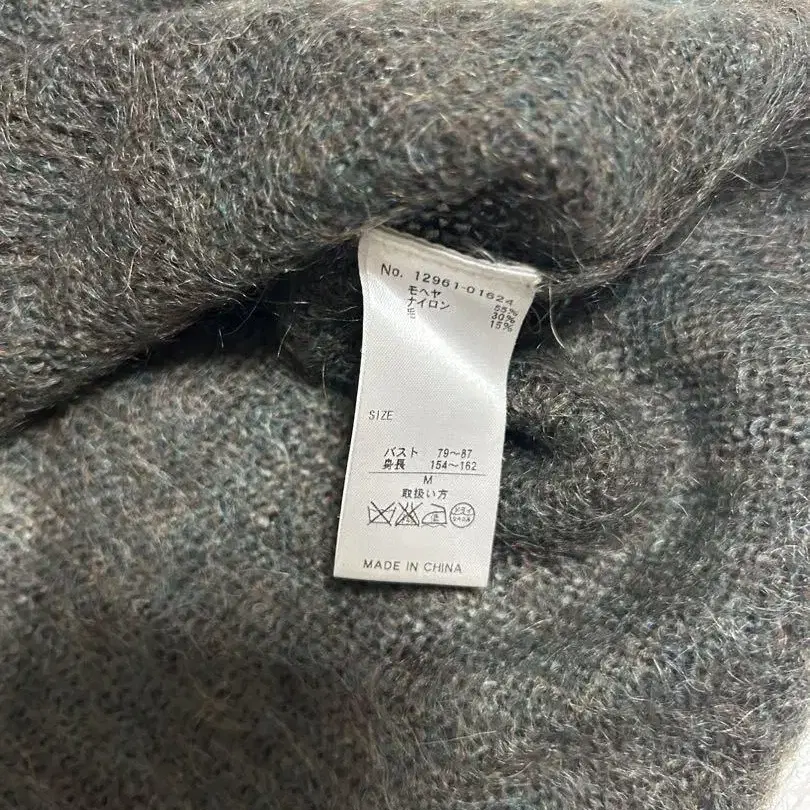 No. 12961-01624
モヘヤ 55%
ナイロン 30%
毛 15%
SIZE
バスト 79〜87
身長 154〜162
M
取扱い方
MADE IN CHINA